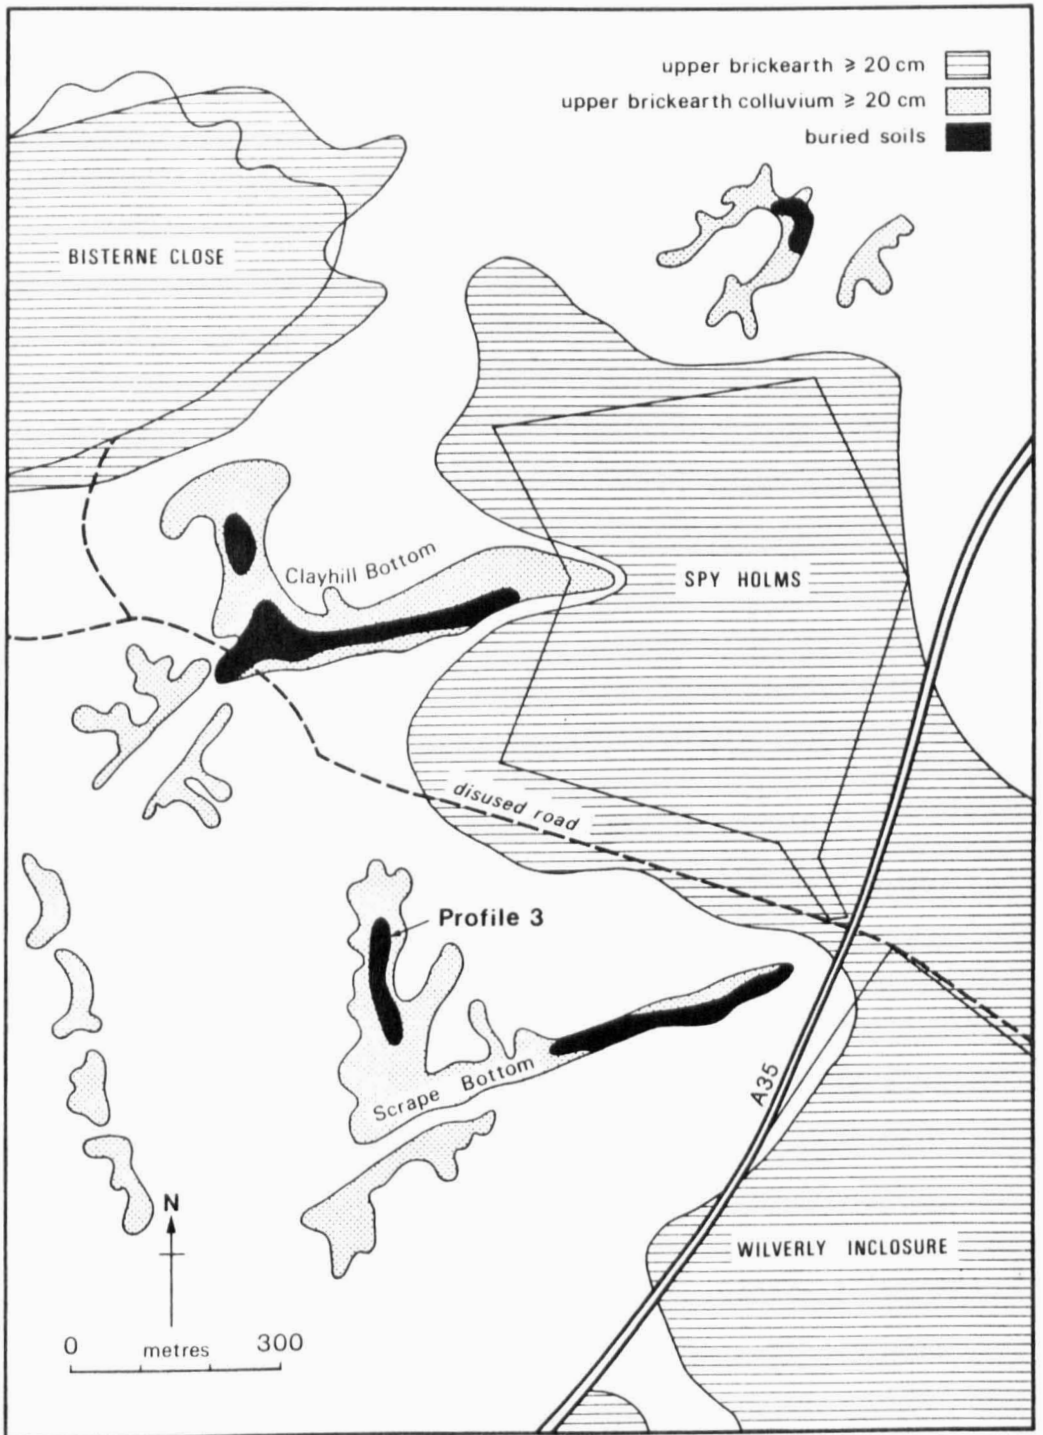 upper brickearth ⩾ 20 cm
upper brickearth colluvium ⩾ 20 cm
buried soils
BISTERNE CLOSE
Clayhill Bottom
SPY HOLMS
disused road
Profile 3
Scrape Bottom
A35
N
WILVERLY INCLOSURE
0 metres 300